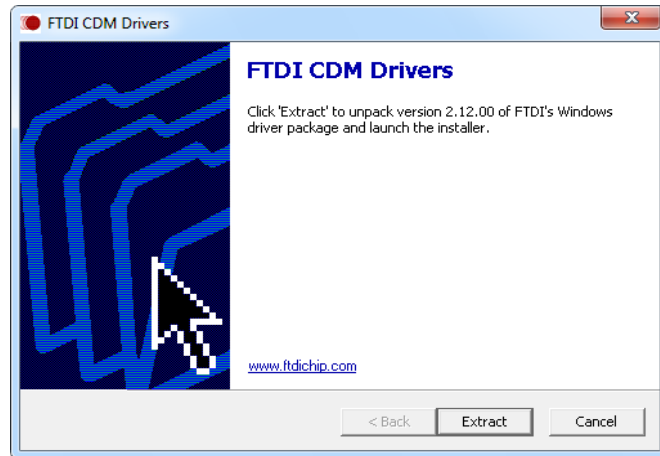 FTDI CDM Drivers
FTDI CDM Drivers
Click 'Extract' to unpack version 2.12.00 of FTDI's Windows
driver package and launch the installer.
www.ftdichip.com
< Back Extract Cancel